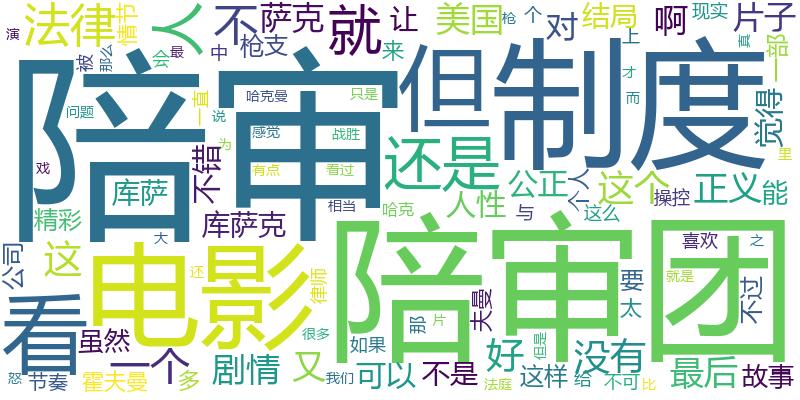 演 法律 情节 人 不 萨克 就 让 美国 枪 个 结局 啊 现实 片子
被 那么 会 最 中 枪支 来 对 上 真 一部
陪审 但 制度
问题 一直 哈克曼 只是 才 而 觉得
说 为 感觉 战胜 还是
戏 不错 有点 看过 里
库萨 相当 哈克 人性 公正 个人 这个 操控 正义 能
精彩 库萨克 与 这么
大 电影 陪审团 喜欢 之
公司 这 还 律师 就是 不过
看 很多 那 片 夫曼 要 太
虽然 一个 剧情 又 如果 好 但是 没有 最后 故事
怒 节奏 霍夫曼 多 我们 可以 不是 法庭 这样 给 不可 比